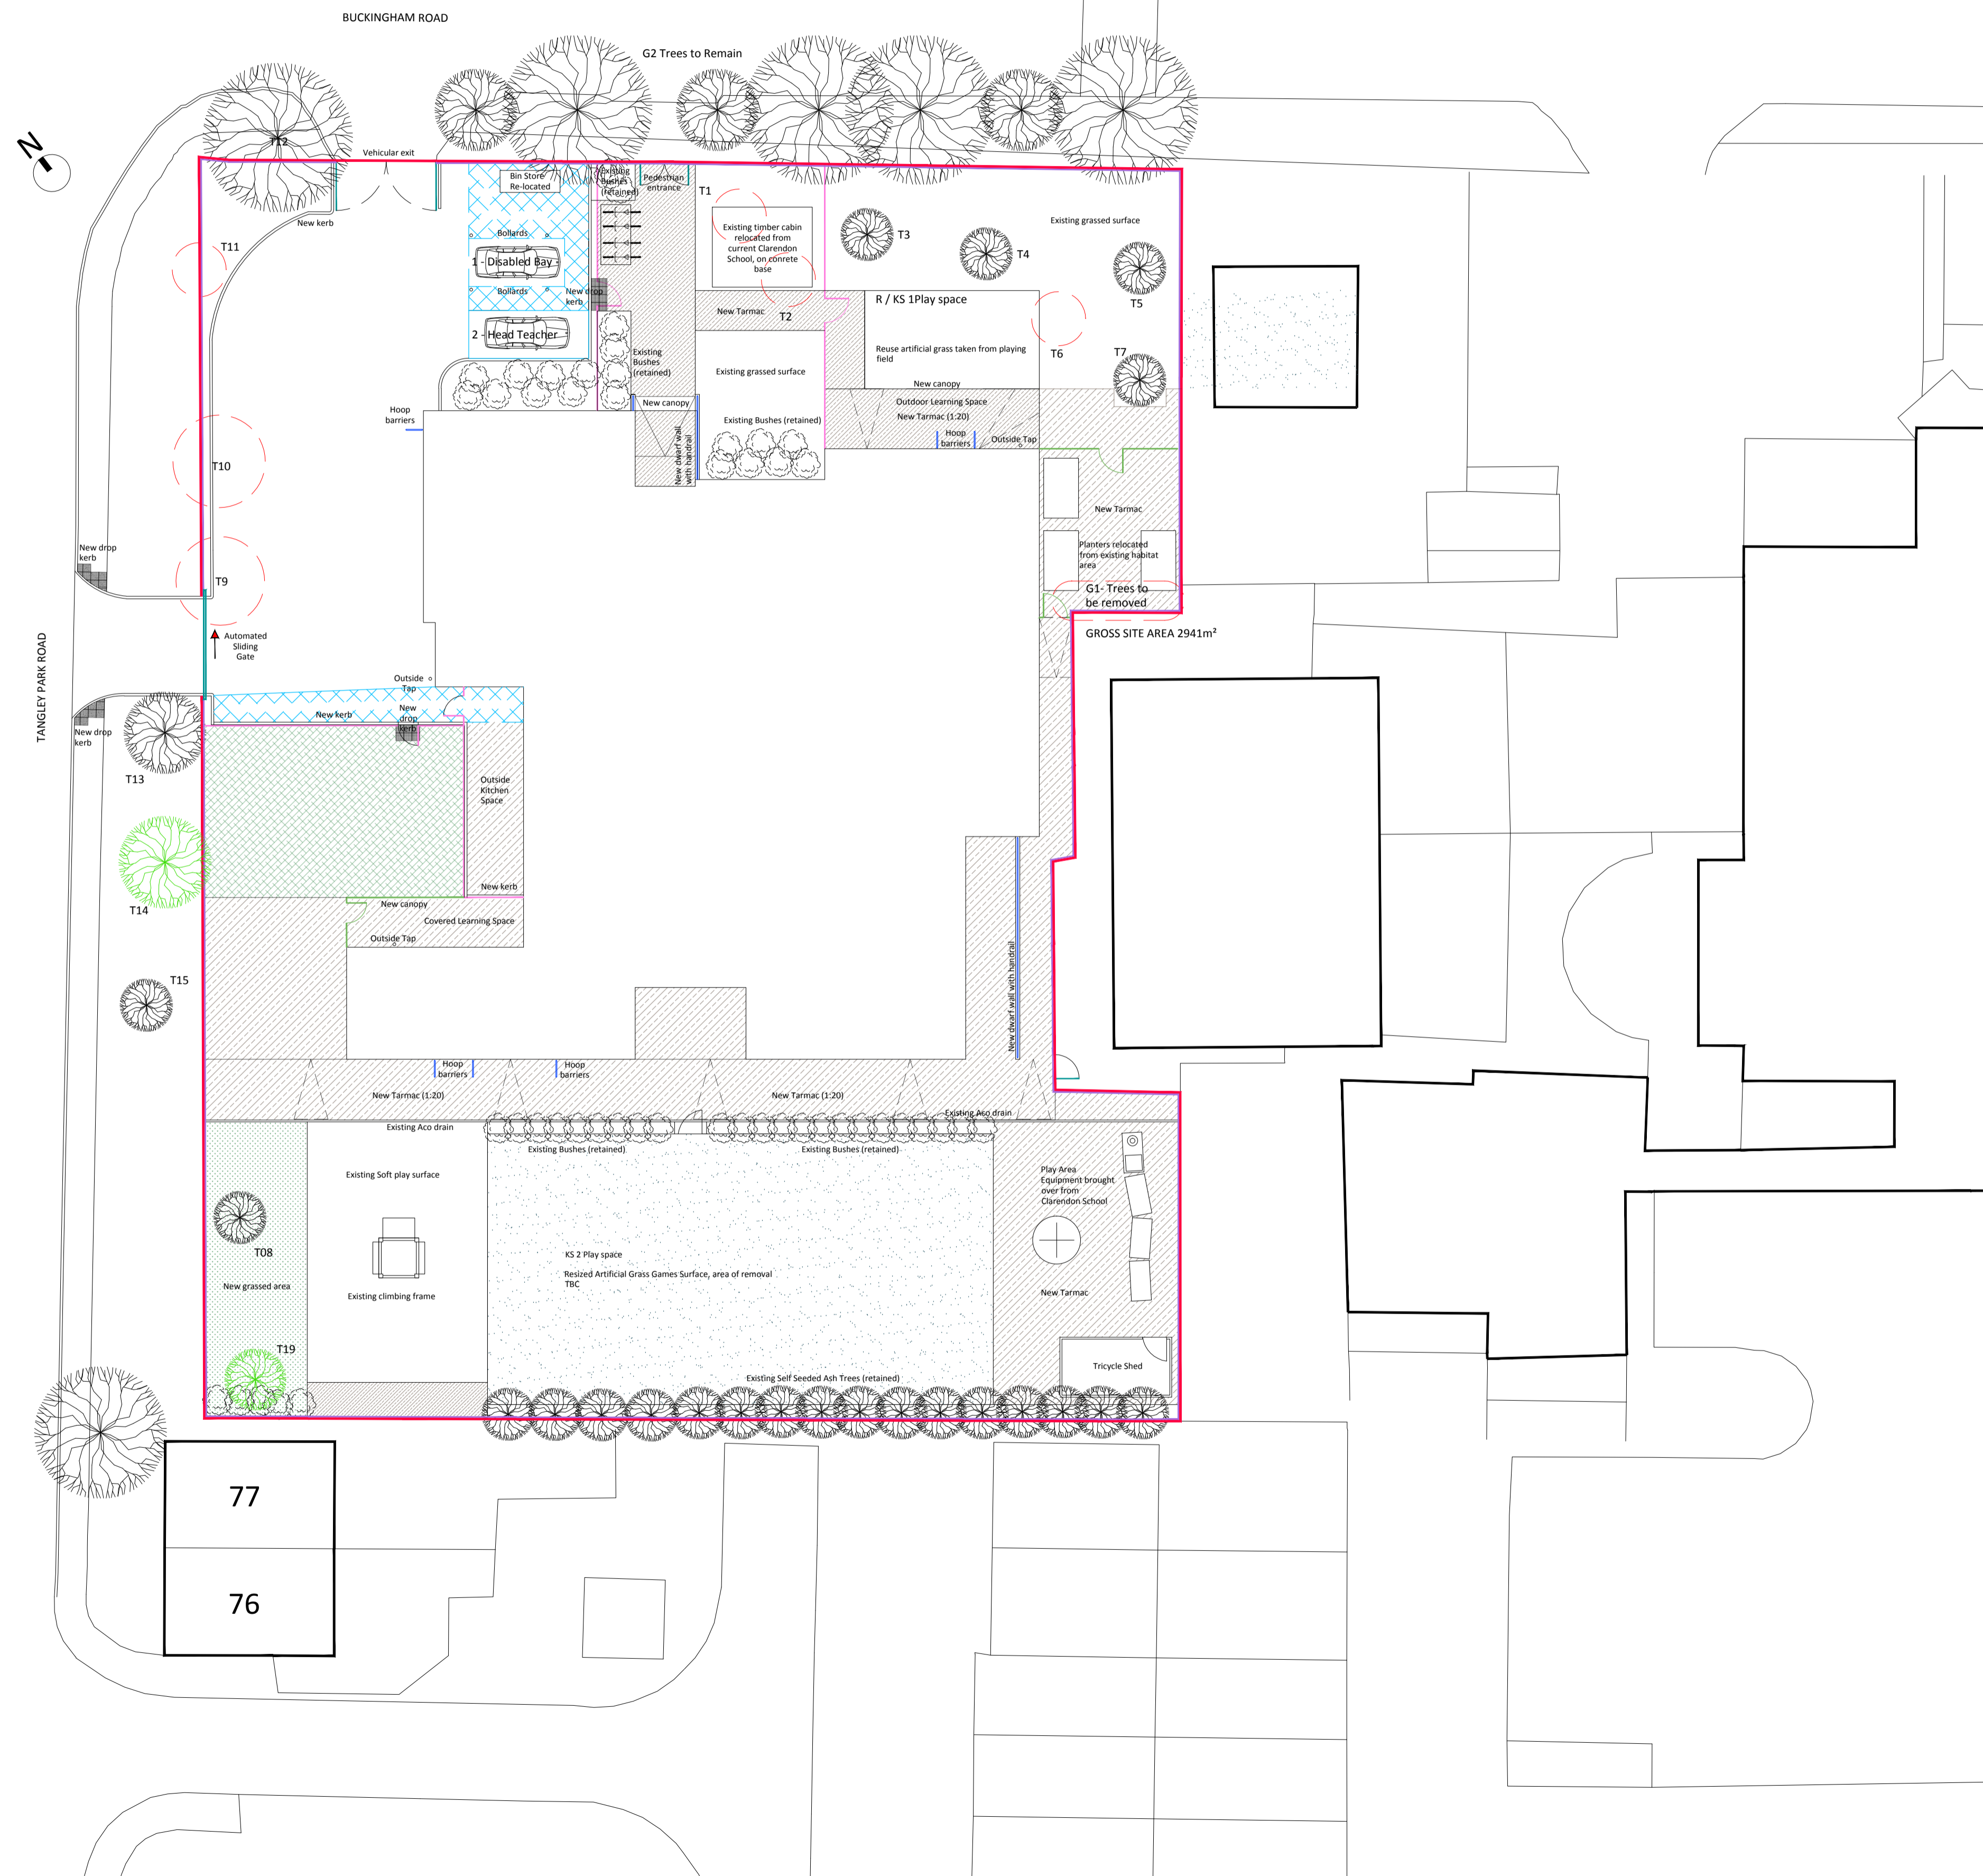 BUCKINGHAM ROAD
G2 Trees to Remain
N
T12
Vehicular exit
Bin Store
Re-located
Existing
Bushes
(retained)
Pedestrian
entrance
T1
New kerb
Existing grassed surface
Existing timber cabin
relocated from
current Clarendon
School, on conrete
base
T3
T4
T11
Bollards
1 - Disabled Bay
Bollards
New drop
kerb
T5
R / KS 1Play space
New Tarmac
T2
2 - Head Teacher
Existing
Bushes
(retained)
Reuse artificial grass taken from playing
field
T6
T7
Existing grassed surface
New canopy
New canopy
Outdoor Learning Space
New Tarmac (1:20)
Hoop
barriers
Existing Bushes (retained)
Hoop
barriers
Outside Tap
New dwarf wall
with handrail
T10
New Tarmac
New drop
kerb
Planters relocated
from existing habitat
area
T9
G1- Trees to
be removed
GROSS SITE AREA 2941m²
Automated
Sliding
Gate
TANGLEY PARK ROAD
Outside
Tap
New
drop
kerb
New kerb
New drop
kerb
T13
Outside
Kitchen
Space
New kerb
New canopy
T14
Covered Learning Space
Outside Tap
T15
New dwarf wall with handrail
Hoop
barriers
Hoop
barriers
New Tarmac (1:20)
New Tarmac (1:20)
Existing Aco drain
Existing Aco drain
Existing Bushes (retained)
Existing Bushes (retained)
Existing Soft play surface
Play Area
Equipment brought
over from
Clarendon School
T08
KS 2 Play space
Resized Artificial Grass Games Surface, area of removal
TBC
New grassed area
Existing climbing frame
New Tarmac
T19
Tricycle Shed
Existing Self Seeded Ash Trees (retained)
77
76